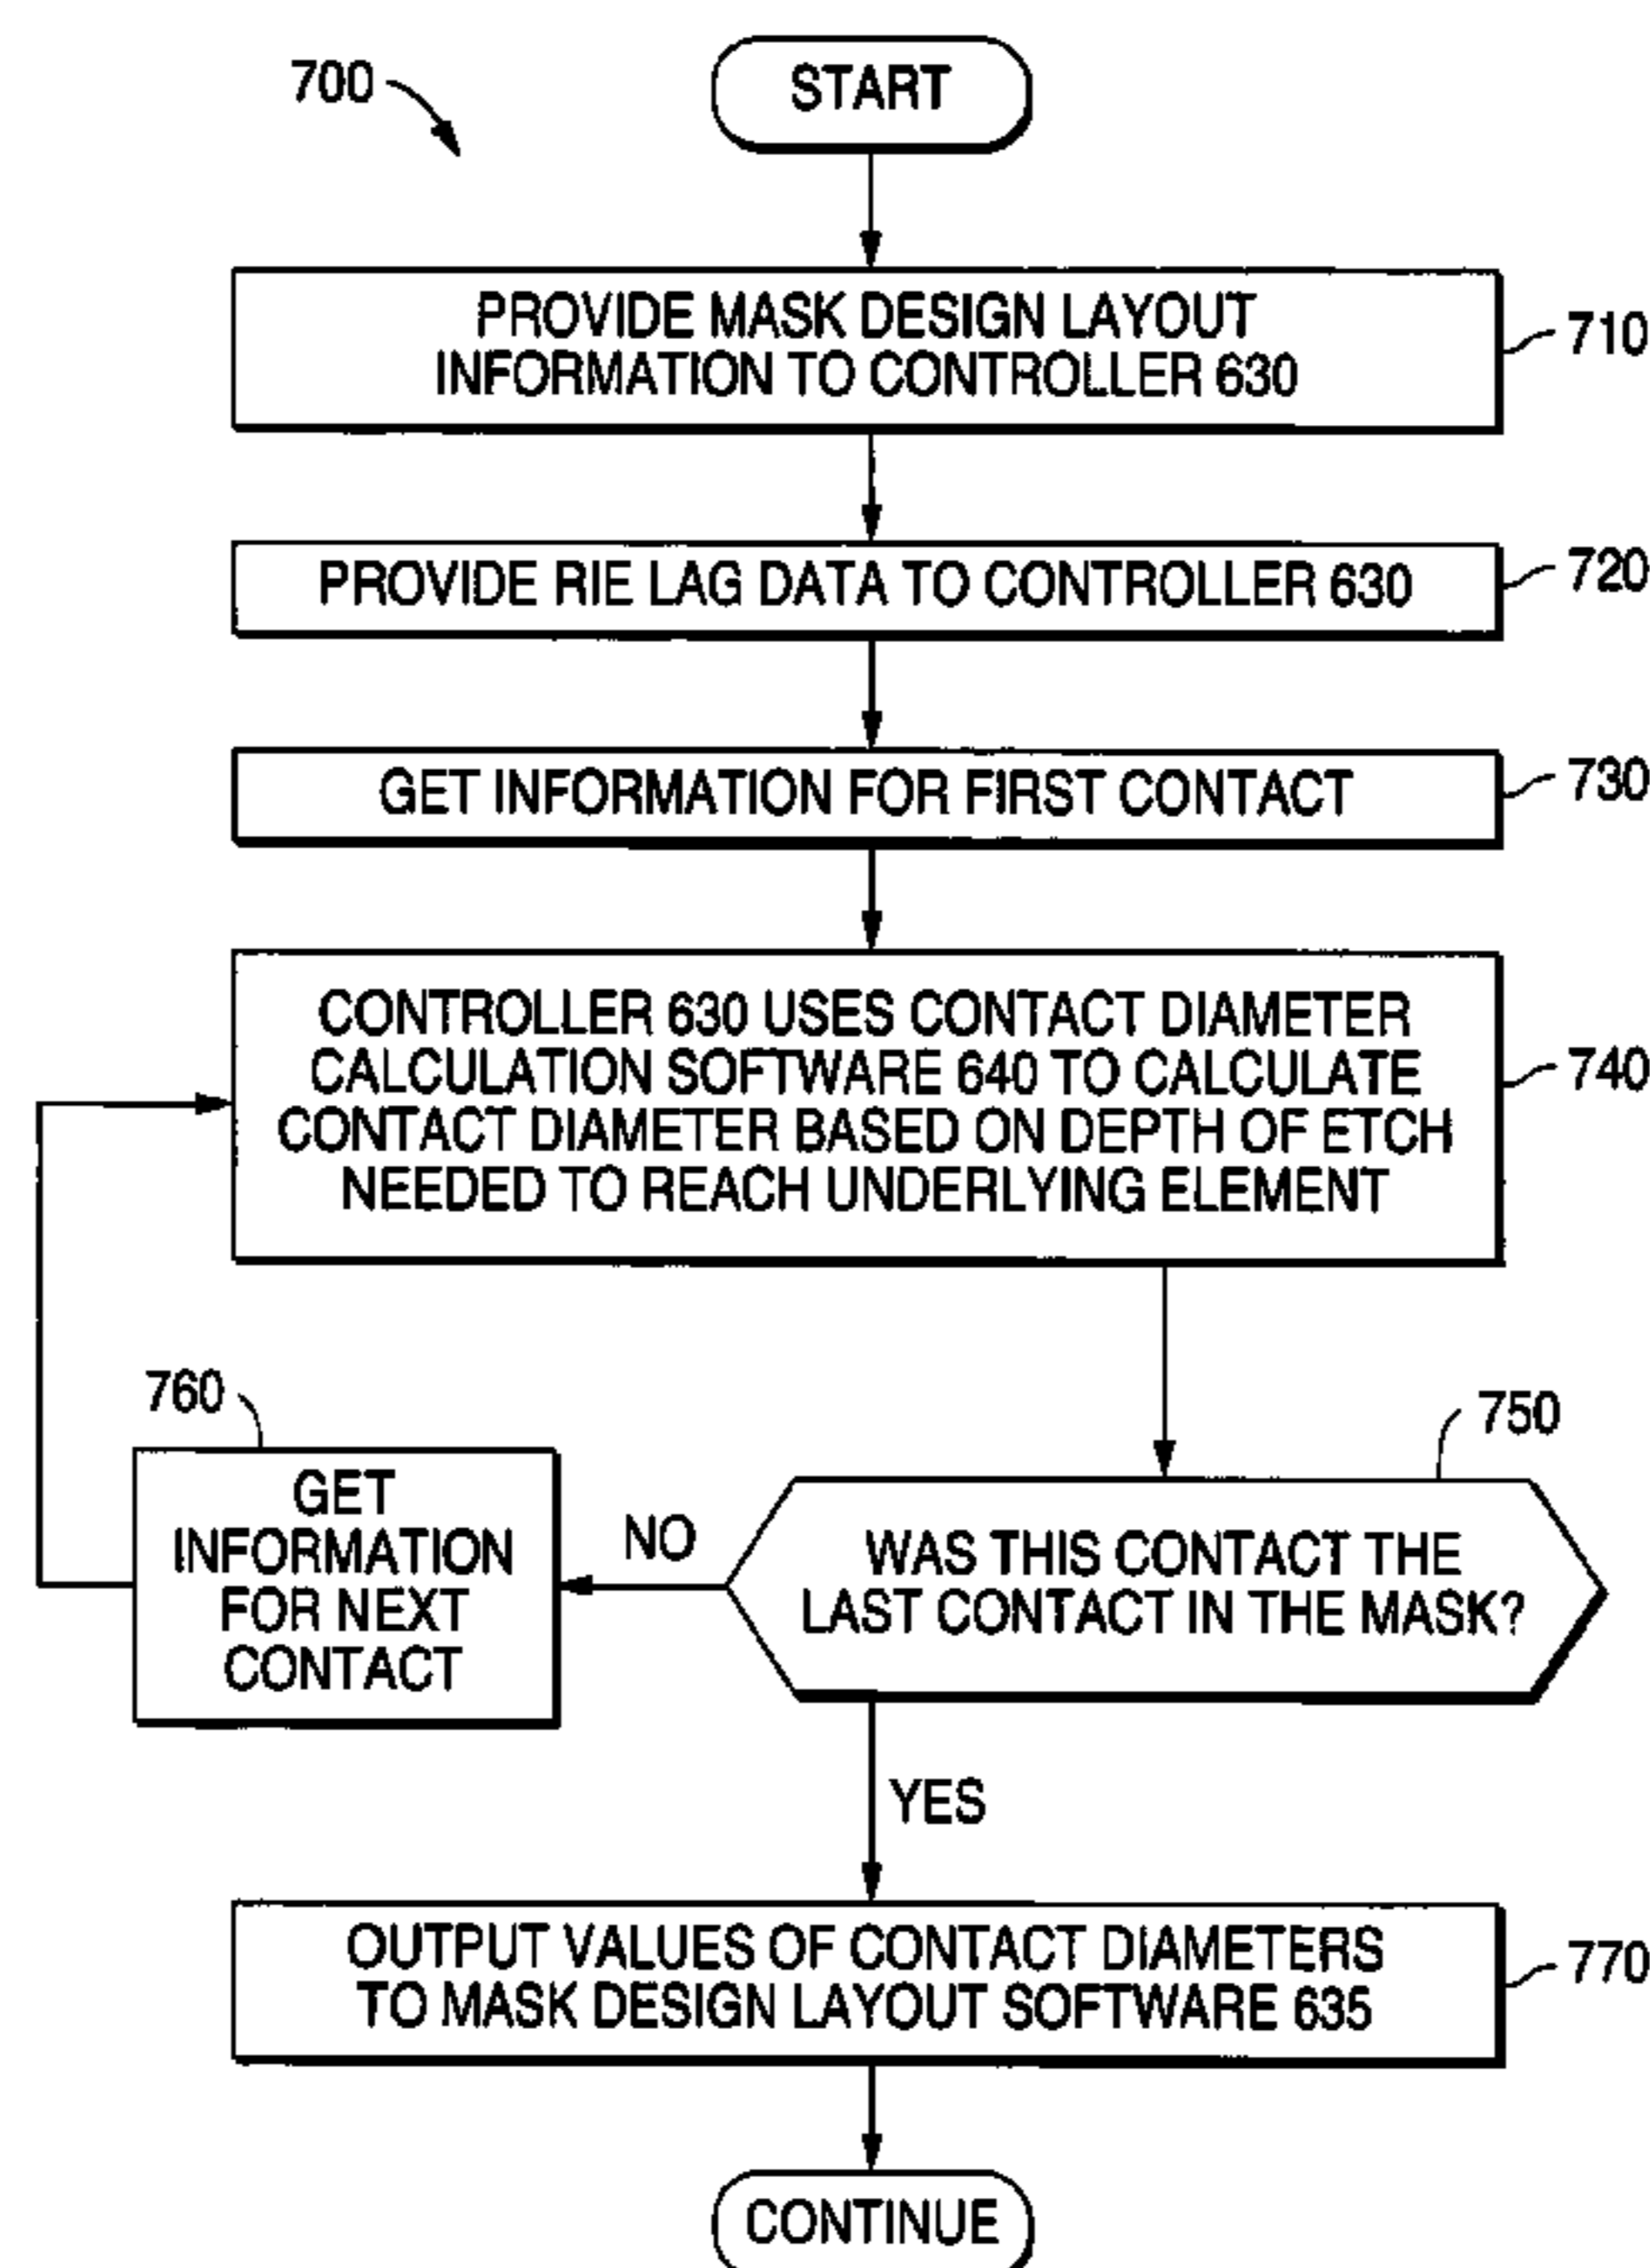 700
START
PROVIDE MASK DESIGN LAYOUT
INFORMATION TO CONTROLLER 630
710
PROVIDE RIE LAG DATA TO CONTROLLER 630
720
GET INFORMATION FOR FIRST CONTACT
730
CONTROLLER 630 USES CONTACT DIAMETER
CALCULATION SOFTWARE 640 TO CALCULATE
CONTACT DIAMETER BASED ON DEPTH OF ETCH
NEEDED TO REACH UNDERLYING ELEMENT
740
760
GET
INFORMATION
FOR NEXT
CONTACT
NO
750
WAS THIS CONTACT THE
LAST CONTACT IN THE MASK?
YES
OUTPUT VALUES OF CONTACT DIAMETERS
TO MASK DESIGN LAYOUT SOFTWARE 635
770
CONTINUE